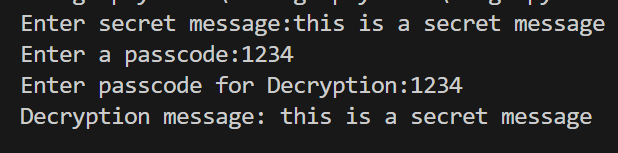 Enter secret message:this is a secret message
Enter a passcode:1234
Enter passcode for Decryption:1234
Decryption message: this is a secret message